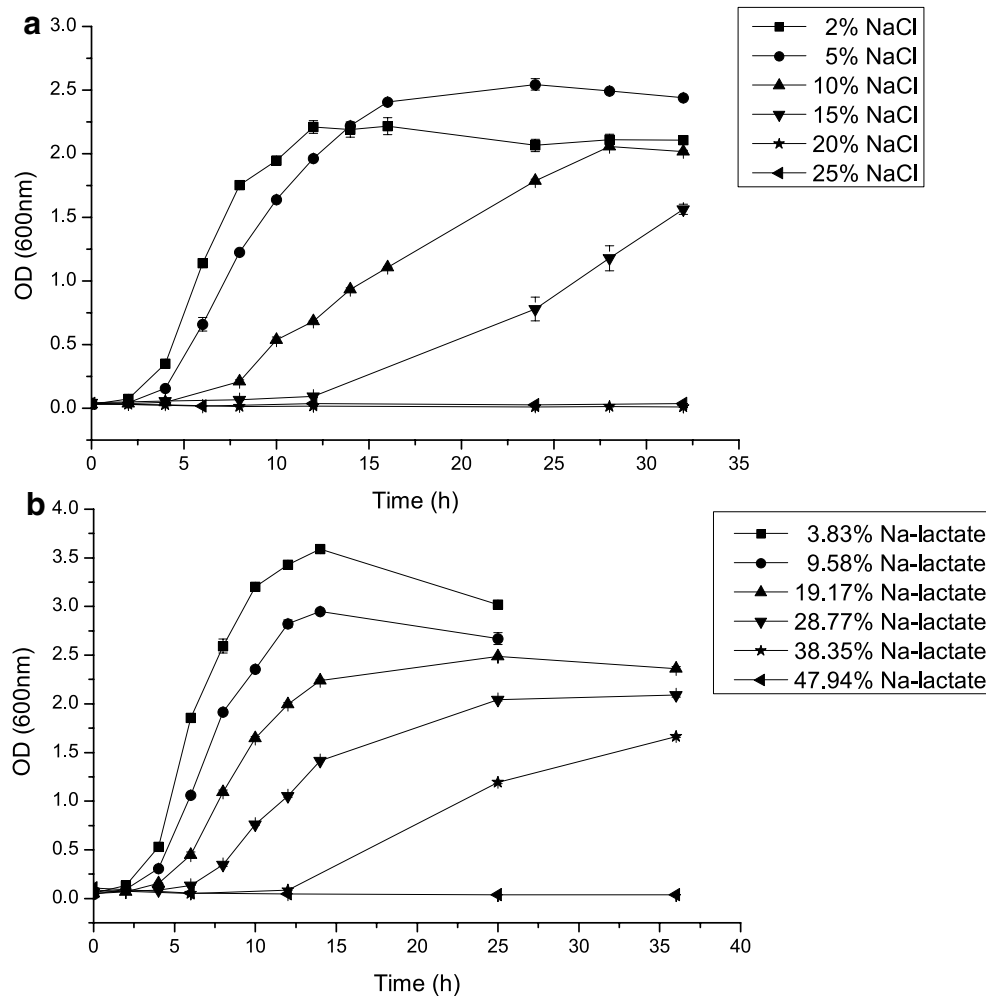 a
3.0
2.5
2.0
1.5
1.0
0.5
0.0
OD (600nm)
0 5 10 15 20 25 30 35
Time (h)
2% NaCl
5% NaCl
10% NaCl
15% NaCl
20% NaCl
25% NaCl
b
4.0
3.5
3.0
2.5
2.0
1.5
1.0
0.5
0.0
OD (600nm)
0 5 10 15 20 25 30 35 40
Time (h)
3.83% Na-lactate
9.58% Na-lactate
19.17% Na-lactate
28.77% Na-lactate
38.35% Na-lactate
47.94% Na-lactate